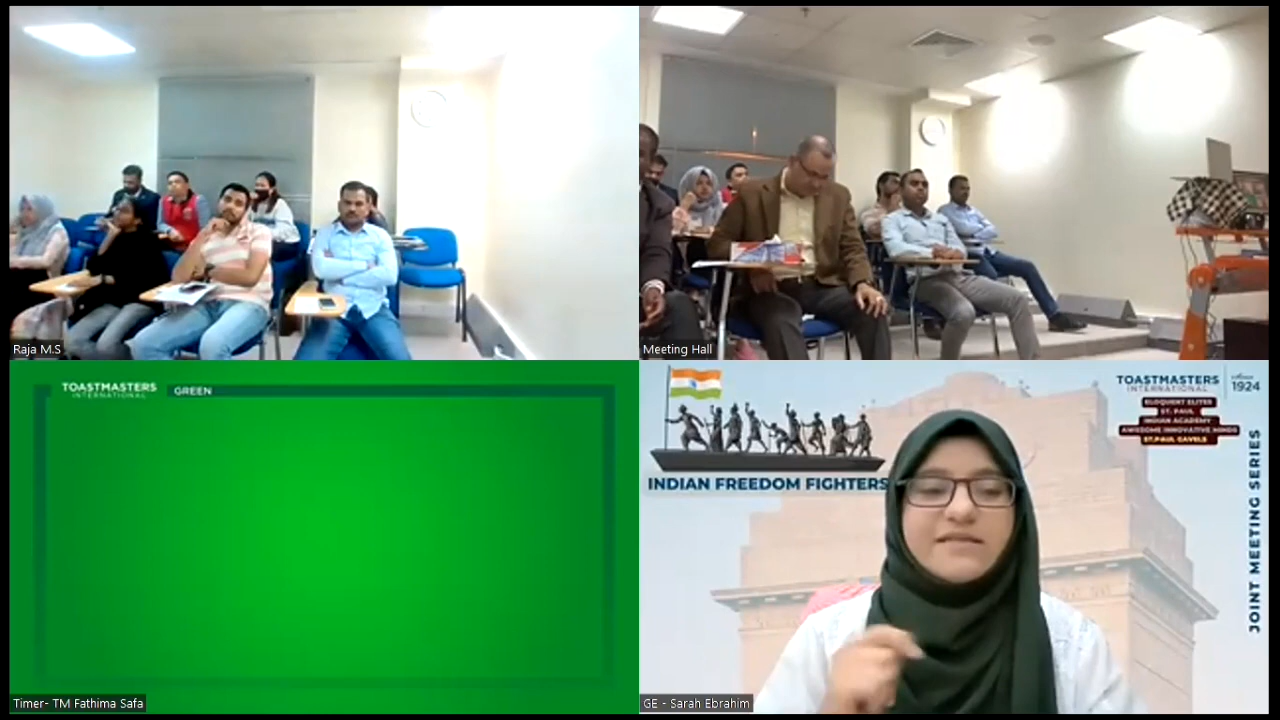 Raja M.S
Meeting Hall
TOASTMASTERS
INTERNATIONAL
GREEN
Timer- TM Fathima Safa
INDIAN FREEDOM FIGHTERS
TOASTMASTERS
INTERNATIONAL
Since
1924
ELOQUENT ELITES
ST. PAUL
INDIAN ACADEMY
AWESOME INNOVATIVE MINDS
ST.PAUL GAVELS
JOINT MEETING SERIES
GE - Sarah Ebrahim